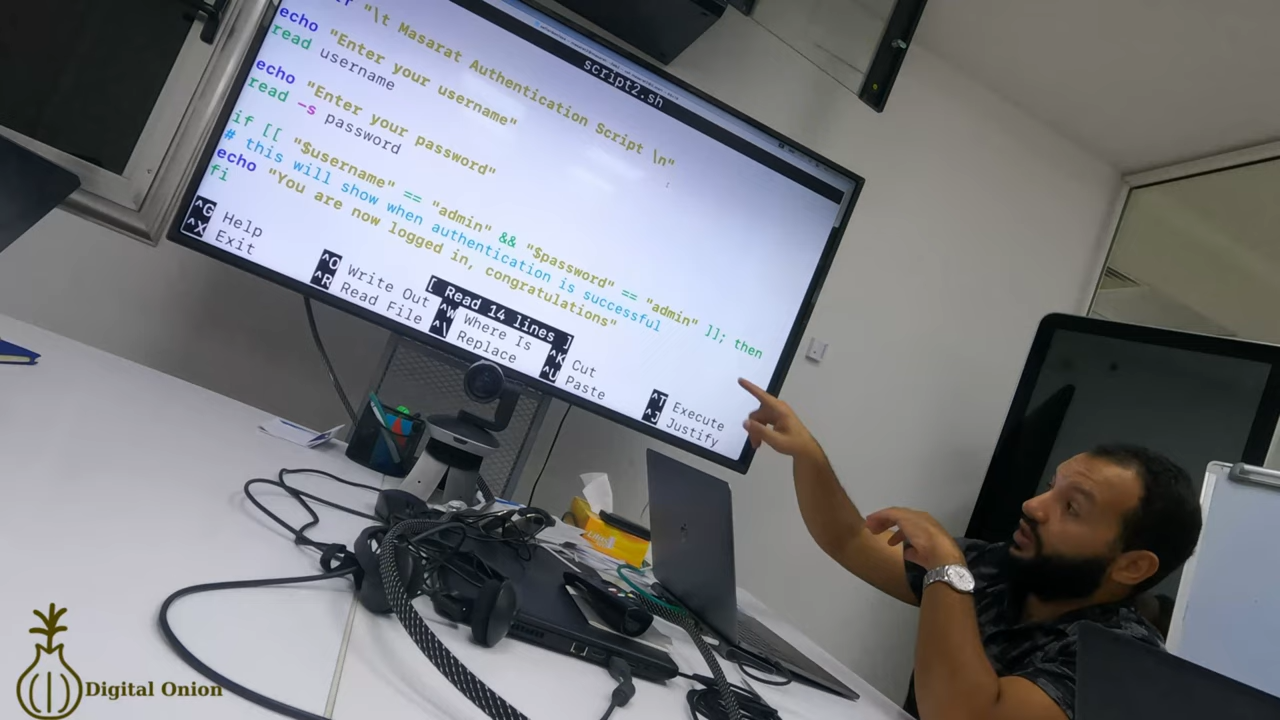 script2.sh
"\t Masarat Authentication Script \n"
echo "Enter your username"
read username
echo "Enter your password"
read -s password
if [[ "$username" == "admin" && "$password" == "admin" ]]; then
# this will show when authentication is successful
echo "You are now logged in, congratulations"
fi
[ Read 14 lines ]
^G Help ^O Write Out ^W Where Is ^K Cut ^T Execute
^X Exit ^R Read File ^\ Replace ^U Paste ^J Justify
Digital Onion